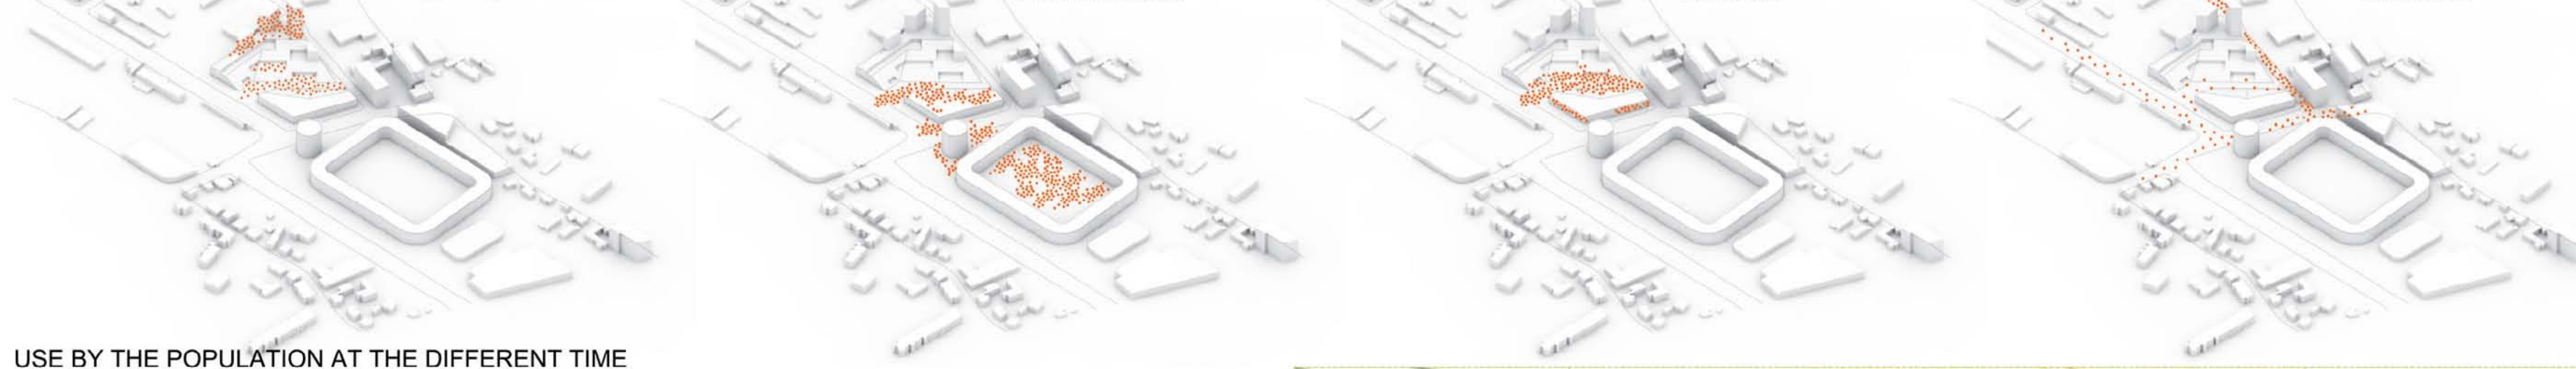 USE BY THE POPULATION AT THE DIFFERENT TIME